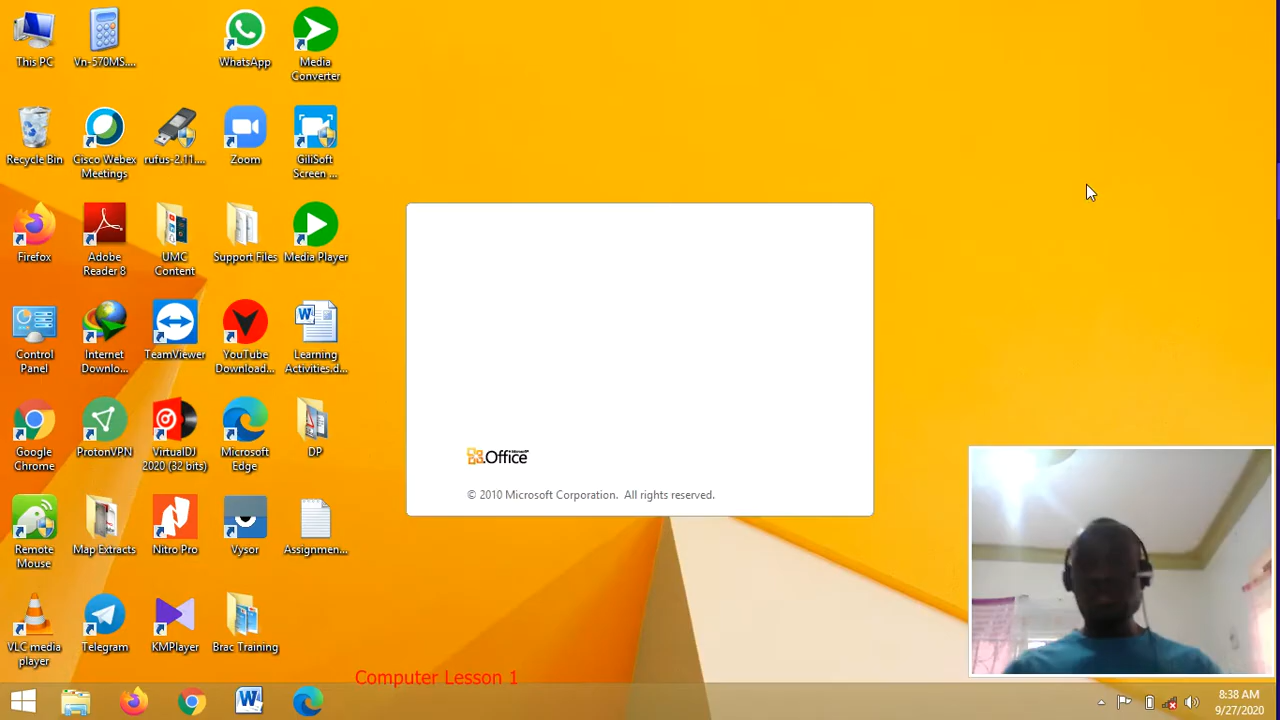 This PC
Vn-570MS....
WhatsApp
Media
Converter
Recycle Bin
Cisco Webex
Meetings
rufus-2.11....
Zoom
GiliSoft
Screen ...
Firefox
Adobe
Reader 8
UMC
Content
Support Files
Media Player
Control
Panel
Internet
Downlo...
TeamViewer
YouTube
Download...
Learning
Activities.d...
Google
Chrome
ProtonVPN
VirtualDJ
2020 (32 bits)
Microsoft
Edge
DP
Remote
Mouse
Map Extracts
Nitro Pro
Vysor
Assignmen...
VLC media
player
Telegram
KMPlayer
Brac Training
Microsoft
Office
© 2010 Microsoft Corporation. All rights reserved.
Computer Lesson 1
8:38 AM
9/27/2020